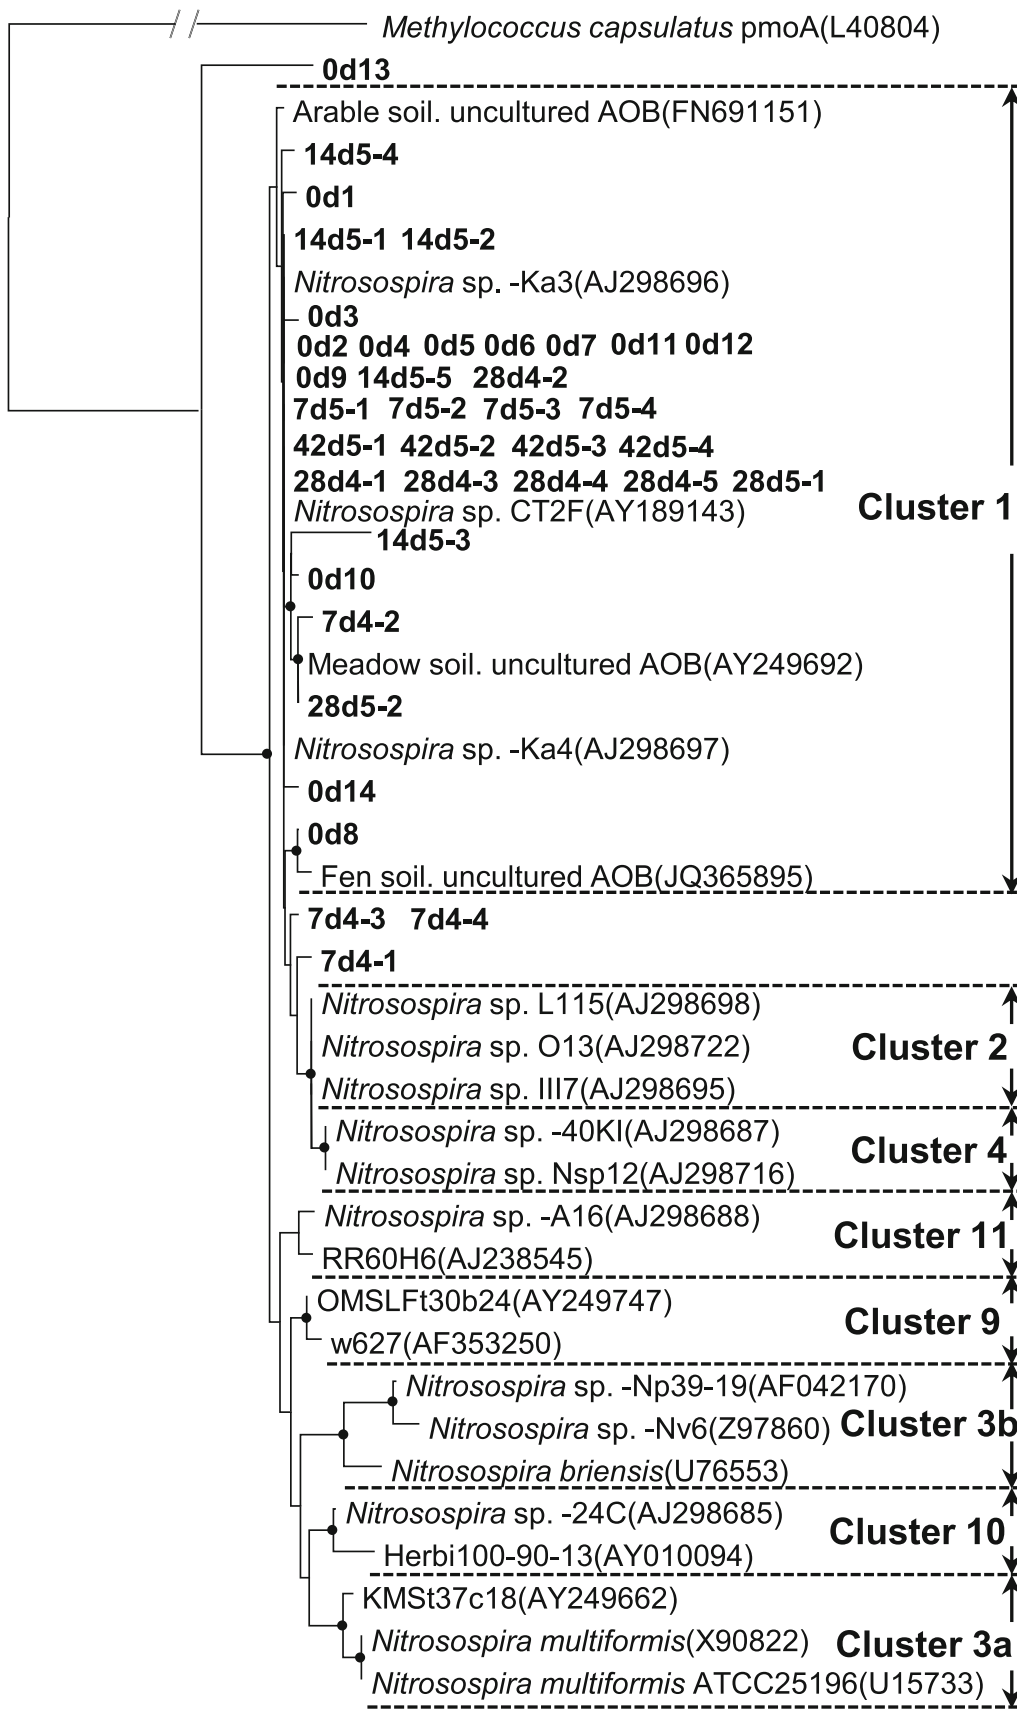 Methylococcus capsulatus pmoA(L40804)
0d13
Arable soil. uncultured AOB(FN691151)
14d5-4
0d1
14d5-1 14d5-2
Nitrosospira sp. -Ka3(AJ298696)
0d3
0d2 0d4 0d5 0d6 0d7 0d11 0d12
0d9 14d5-5 28d4-2
7d5-1 7d5-2 7d5-3 7d5-4
42d5-1 42d5-2 42d5-3 42d5-4
28d4-1 28d4-3 28d4-4 28d4-5 28d5-1
Cluster 1
Nitrosospira sp. CT2F(AY189143)
14d5-3
0d10
7d4-2
Meadow soil. uncultured AOB(AY249692)
28d5-2
Nitrosospira sp. -Ka4(AJ298697)
0d14
0d8
Fen soil. uncultured AOB(JQ365895)
7d4-3 7d4-4
7d4-1
Nitrosospira sp. L115(AJ298698)
Nitrosospira sp. O13(AJ298722)
Cluster 2
Nitrosospira sp. III7(AJ298695)
Nitrosospira sp. -40KI(AJ298687)
Cluster 4
Nitrosospira sp. Nsp12(AJ298716)
Nitrosospira sp. -A16(AJ298688)
Cluster 11
RR60H6(AJ238545)
OMSLFt30b24(AY249747)
Cluster 9
w627(AF353250)
Nitrosospira sp. -Np39-19(AF042170)
Nitrosospira sp. -Nv6(Z97860)
Cluster 3b
Nitrosospira briensis(U76553)
Nitrosospira sp. -24C(AJ298685)
Cluster 10
Herbi100-90-13(AY010094)
KMSt37c18(AY249662)
Nitrosospira multiformis(X90822)
Cluster 3a
Nitrosospira multiformis ATCC25196(U15733)